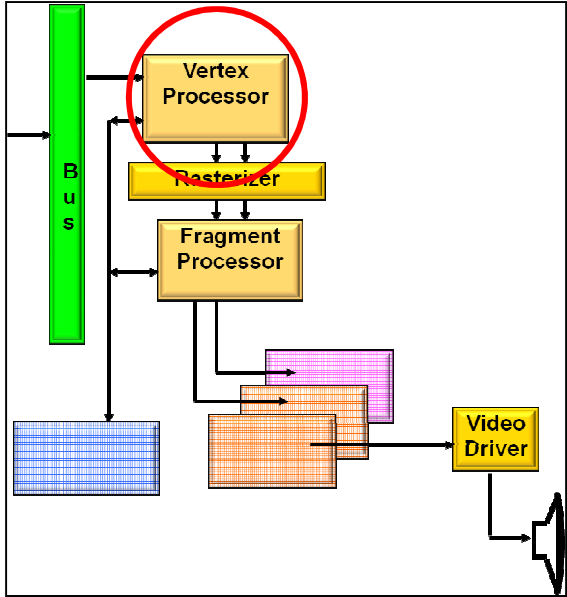 Vertex
Processor
B
u
s
Rasterizer
Fragment
Processor
Video
Driver